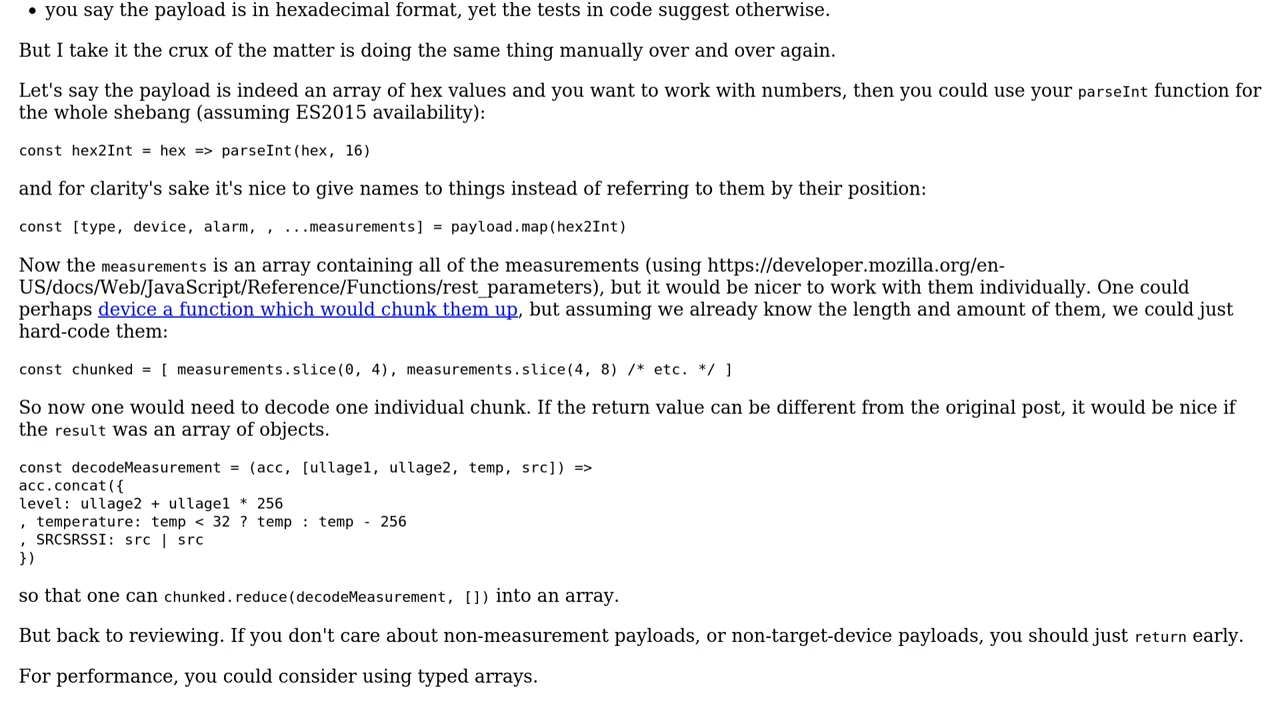 • you say the payload is in hexadecimal format, yet the tests in code suggest otherwise.
But I take it the crux of the matter is doing the same thing manually over and over again.
Let's say the payload is indeed an array of hex values and you want to work with numbers, then you could use your parseInt function for
the whole shebang (assuming ES2015 availability):
const hex2Int = hex => parseInt(hex, 16)
and for clarity's sake it's nice to give names to things instead of referring to them by their position:
const [type, device, alarm, , ...measurements] = payload.map(hex2Int)
Now the measurements is an array containing all of the measurements (using https://developer.mozilla.org/en-
US/docs/Web/JavaScript/Reference/Functions/rest_parameters), but it would be nicer to work with them individually. One could
perhaps device a function which would chunk them up, but assuming we already know the length and amount of them, we could just
hard-code them:
const chunked = [ measurements.slice(0, 4), measurements.slice(4, 8) /* etc. */ ]
So now one would need to decode one individual chunk. If the return value can be different from the original post, it would be nice if
the result was an array of objects.
const decodeMeasurement = (acc, [ullage1, ullage2, temp, src]) =>
acc.concat({
level: ullage2 + ullage1 * 256
, temperature: temp < 32 ? temp : temp - 256
, SRCSRSSI: src | src
})
so that one can chunked.reduce(decodeMeasurement, []) into an array.
But back to reviewing. If you don't care about non-measurement payloads, or non-target-device payloads, you should just return early.
For performance, you could consider using typed arrays.